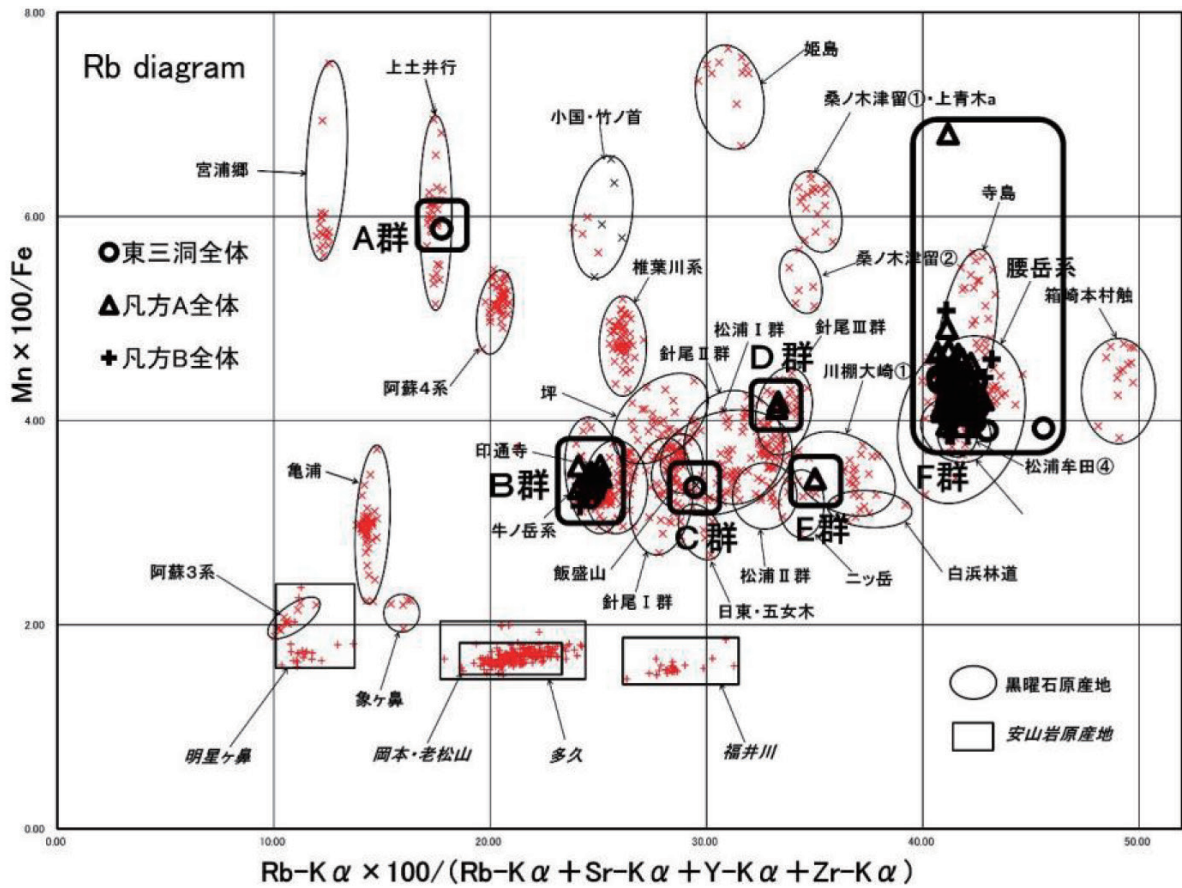 8.00
Rb diagram
上土井行
姫島
桑ノ木津留①・上青木a
小国・竹ノ首
宮浦郷
寺島
6.00
A群
東三洞全体
凡方A全体
凡方B全体
桑ノ木津留②
腰岳系
箱崎本村触
椎葉川系
松浦Ⅰ群
針尾Ⅲ群
針尾Ⅱ群
D群
川棚大崎①
阿蘇4系
坪
4.00
印通寺
B群
牛ノ岳系
C群
E群
F群
松浦牟田④
亀浦
飯盛山
針尾Ⅰ群
日東・五女木
松浦Ⅱ群
二ッ岳
白浜林道
阿蘇3系
2.00
象ヶ鼻
明星ヶ鼻
岡本・老松山
多久
福井川
黒曜石原産地
安山岩原産地
0.00
0.00 10.00 20.00 30.00 40.00 50.00
Mn×100/Fe
Rb-Kα×100/(Rb-Kα+Sr-Kα+Y-Kα+Zr-Kα)